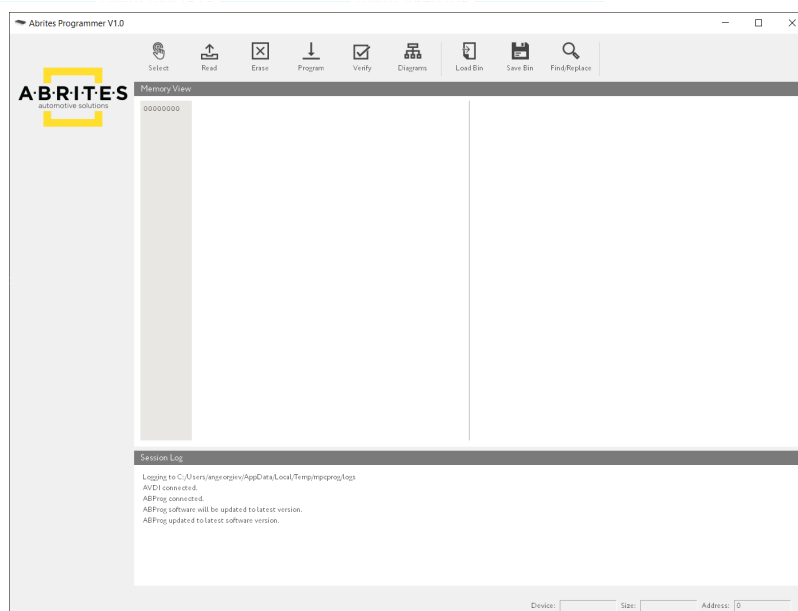 Abrites Programmer V1.0
Select Read Erase Program Verify Diagrams Load Bin Save Bin Find/Replace
A·B·R·I·T·E·S
automotive solutions
Memory View
00000000
Session Log
Logging to C:/Users/angeorgiev/AppData/Local/Temp/mpcprog/logs
AVDI connected.
ABProg connected.
ABProg software will be updated to latest version.
ABProg updated to latest software version.
Device: Size: Address: 0